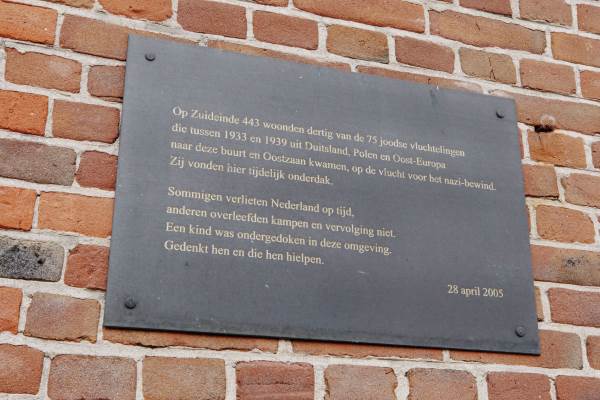 Op Zuideinde 443 woonden dertig van de 75 joodse vluchtelingen
die tussen 1933 en 1939 uit Duitsland, Polen en Oost-Europa
naar deze buurt en Oostzaan kwamen, op de vlucht voor het nazi-bewind.
Zij vonden hier tijdelijk onderdak.
Sommigen verlieten Nederland op tijd,
anderen overleefden kampen en vervolging niet.
Een kind was ondergedoken in deze omgeving.
Gedenkt hen en die hen hielpen.
28 april 2005